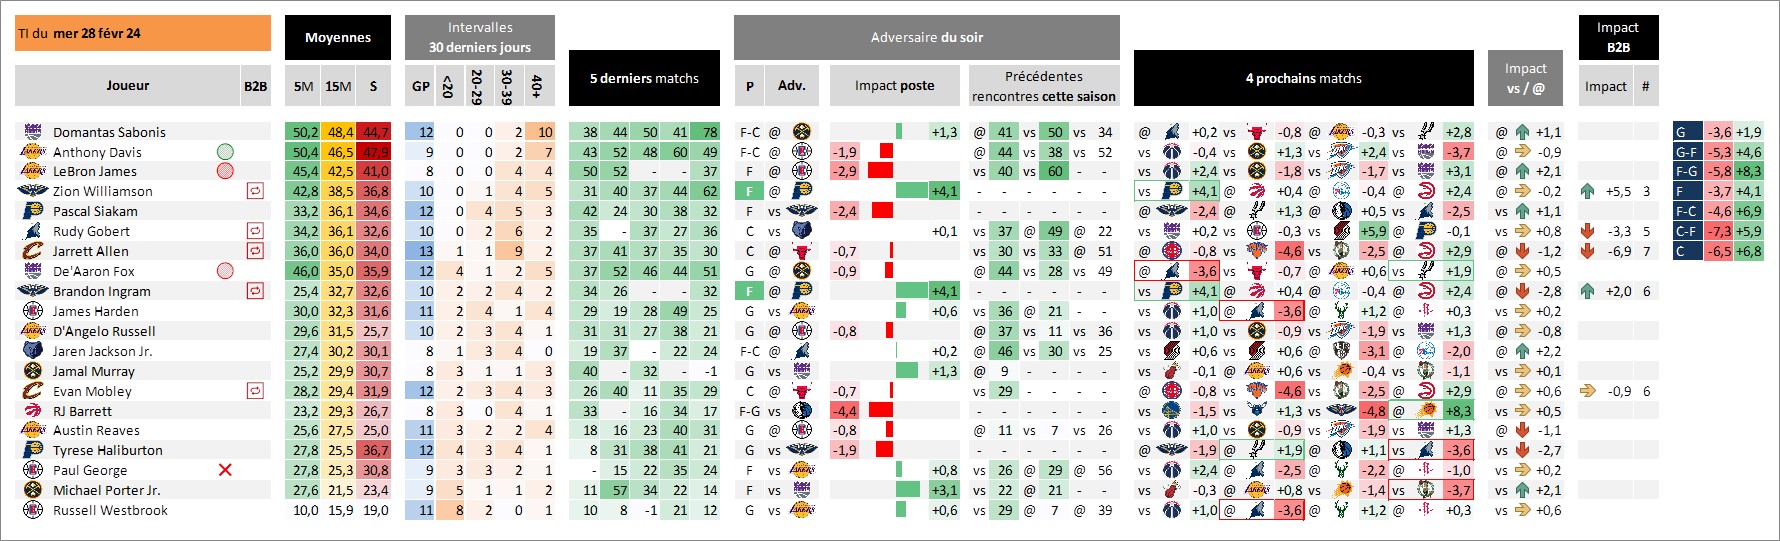 TI du mer 28 févr 24
Moyennes
Intervalles
30 derniers jours
5 derniers matchs
Adversaire du soir
4 prochains matchs
Impact
vs / @
Impact
B2B
Joueur B2B 5M 15M S GP <20 20-29 30-39 40+ P Adv. Impact poste
Précédentes
rencontres cette saison
Impact #
Domantas Sabonis 50,2 48,4 44,7 12 0 0 2 10 38 44 50 41 78 F-C @ +1,3 @ 41 vs 50 vs 34 @ +0,2 vs -0,8 @ -0,3 vs +2,8 @ +1,1 G -3,6 +1,9
Anthony Davis 50,4 46,5 47,9 9 0 0 2 7 43 52 48 60 49 F-C @ -1,9 @ 44 vs 38 vs 52 vs -0,4 vs +1,3 vs +2,4 vs -3,7 @ -0,9 G-F -5,3 +4,6
LeBron James 45,4 42,5 41,0 8 0 0 4 4 50 52 - - 37 F @ -2,9 vs 40 vs 60 - - vs +2,4 vs -1,8 vs -1,7 vs +3,1 @ +2,1 F-G -5,8 +8,3
Zion Williamson 42,8 38,5 36,8 10 0 1 4 5 31 40 37 44 62 F @ +4,1 - - - - - - vs +4,1 @ +0,4 @ -0,4 @ +2,4 @ -0,2 +5,5 3 F -3,7 +4,1
Pascal Siakam 33,2 36,1 34,6 12 0 4 5 3 42 24 30 38 32 F vs -2,4 - - - - - - @ -2,4 @ +1,3 @ +0,5 vs -2,5 vs +1,1 F-C -4,6 +6,9
Rudy Gobert 34,2 36,1 32,6 10 0 2 6 2 35 - 37 27 36 C vs +0,1 vs 37 @ 49 @ 22 vs +0,2 vs -0,3 vs +5,9 @ -0,1 vs +0,8 -3,3 5 C-F -7,3 +5,9
Jarrett Allen 36,0 36,0 34,0 13 1 1 9 2 37 41 37 35 30 C @ -0,7 vs 30 vs 33 @ 51 @ -0,8 vs -4,6 vs -2,5 @ +2,9 @ -1,2 -6,9 7 C -6,5 +6,8
De'Aaron Fox 46,0 35,0 35,9 12 4 1 2 5 37 52 46 44 51 G @ -0,9 @ 44 vs 28 vs 49 @ -3,6 vs -0,7 @ +0,6 vs +1,9 @ +0,5
Brandon Ingram 25,4 32,7 32,6 10 2 2 4 2 34 26 - - 32 F @ +4,1 - - - - - - vs +4,1 @ +0,4 @ -0,4 @ +2,4 @ -2,8 +2,0 6
James Harden 30,0 32,3 31,6 11 2 4 1 4 29 19 28 49 25 G vs +0,6 vs 36 @ 21 - - vs +1,0 @ -3,6 @ +1,2 @ +0,3 vs +0,2
D'Angelo Russell 29,6 31,5 25,7 10 2 3 4 1 31 31 27 38 21 G @ -0,8 @ 37 vs 11 vs 36 vs +1,0 vs -0,9 vs -1,9 vs +1,3 @ -0,8
Jaren Jackson Jr. 27,4 30,2 30,1 8 1 3 4 0 19 37 - 22 24 F-C @ +0,2 @ 46 vs 30 vs 25 vs +0,6 vs +0,6 @ -3,1 @ -2,0 @ +2,2
Jamal Murray 25,2 29,9 30,7 8 3 1 1 3 40 - 32 - -1 G vs +1,3 @ 9 - - - - vs -0,1 @ +0,6 vs -0,4 vs -1,1 vs +0,1
Evan Mobley 28,2 29,4 31,9 12 2 3 4 3 26 40 11 35 29 C @ -0,7 vs 29 - - - - @ -0,8 vs -4,6 vs -2,5 @ +2,9 @ +0,6 -0,9 6
RJ Barrett 23,2 29,3 26,7 8 3 0 4 1 33 - 16 34 17 F-G vs -4,4 - - - - - - vs -1,5 vs +1,3 vs -4,8 @ +8,3 vs +0,5
Austin Reaves 25,6 27,5 25,0 11 3 2 2 4 18 16 23 40 31 G @ -0,8 @ 11 vs 7 vs 26 vs +1,0 vs -0,9 vs -1,9 vs +1,3 @ -1,1
Tyrese Haliburton 27,8 25,5 36,7 12 4 3 4 1 8 31 38 41 21 G vs -1,9 - - - - - - @ -1,9 @ +1,9 @ +1,1 vs -3,6 vs -2,7
Paul George 27,8 25,3 30,8 9 3 3 2 1 - 15 22 35 24 F vs +0,8 vs 26 @ 29 @ 56 vs +2,4 @ -2,5 @ -2,2 @ -1,0 vs +0,2
Michael Porter Jr. 27,6 21,5 23,4 9 5 1 1 2 11 57 34 22 14 F vs +3,1 vs 22 @ 21 - - vs -0,3 @ +0,8 vs -1,4 vs -3,7 vs +2,1
Russell Westbrook 10,0 15,9 19,0 11 8 2 0 1 10 8 -1 21 12 G vs +0,6 vs 29 @ 7 @ 39 vs +1,0 @ -3,6 @ +1,2 @ +0,3 vs +0,6